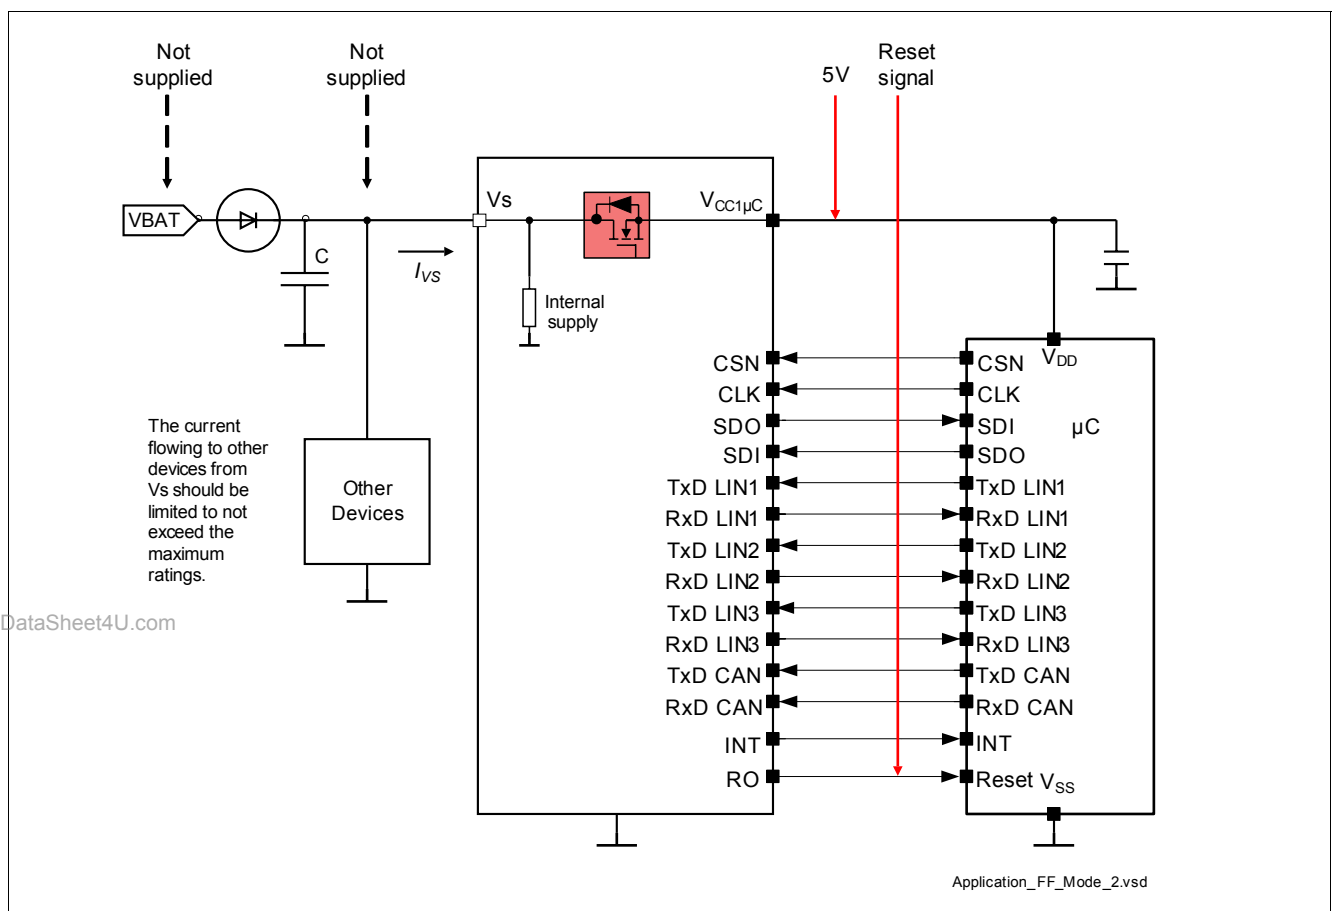 Not
supplied
Not
supplied
5V
Reset
signal
VBAT
C
I_VS
Vs
V_CC1µC
Internal
supply
The current
flowing to other
devices from
Vs should be
limited to not
exceed the
maximum
ratings.
Other
Devices
CSN
CLK
SDO
SDI
TxD LIN1
RxD LIN1
TxD LIN2
RxD LIN2
TxD LIN3
RxD LIN3
TxD CAN
RxD CAN
INT
RO
V_DD
µC
CSN
CLK
SDI
SDO
TxD LIN1
RxD LIN1
TxD LIN2
RxD LIN2
TxD LIN3
RxD LIN3
TxD CAN
RxD CAN
INT
Reset V_SS
DataSheet4U.com
Application_FF_Mode_2.vsd